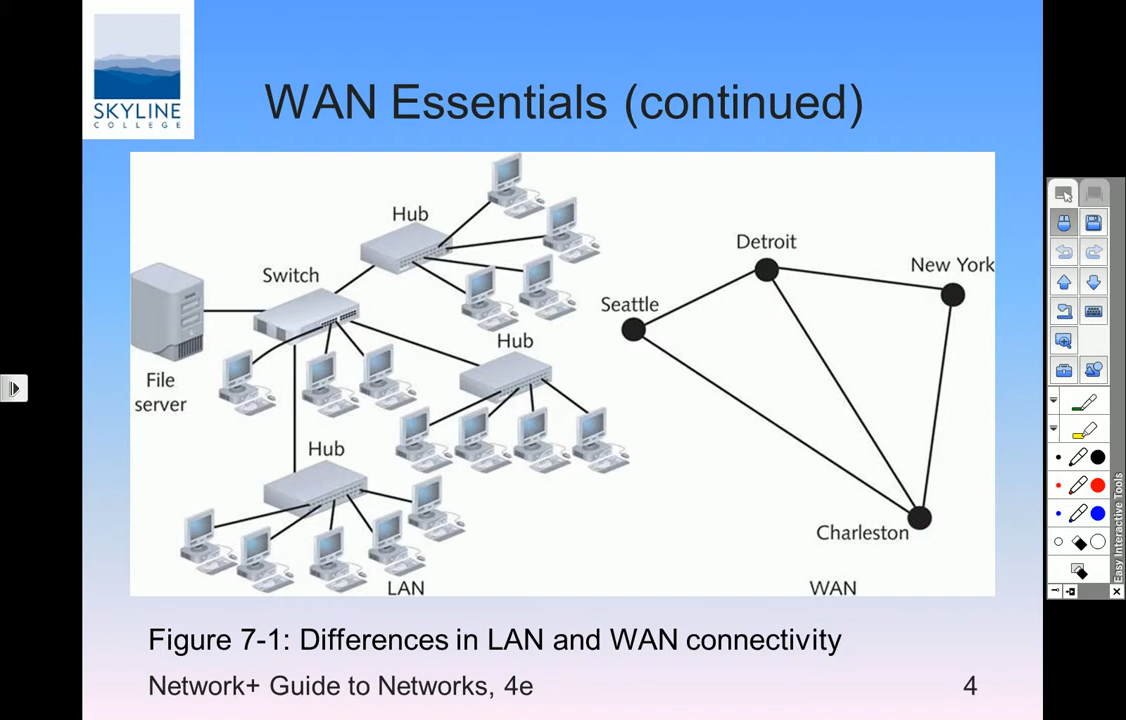 SKYLINE
COLLEGE
WAN Essentials (continued)
Hub
Switch
File
server
Hub
Hub
LAN
Detroit
New York
Seattle
Charleston
WAN
Figure 7-1: Differences in LAN and WAN connectivity
Network+ Guide to Networks, 4e
4
Easy Interactive Tools